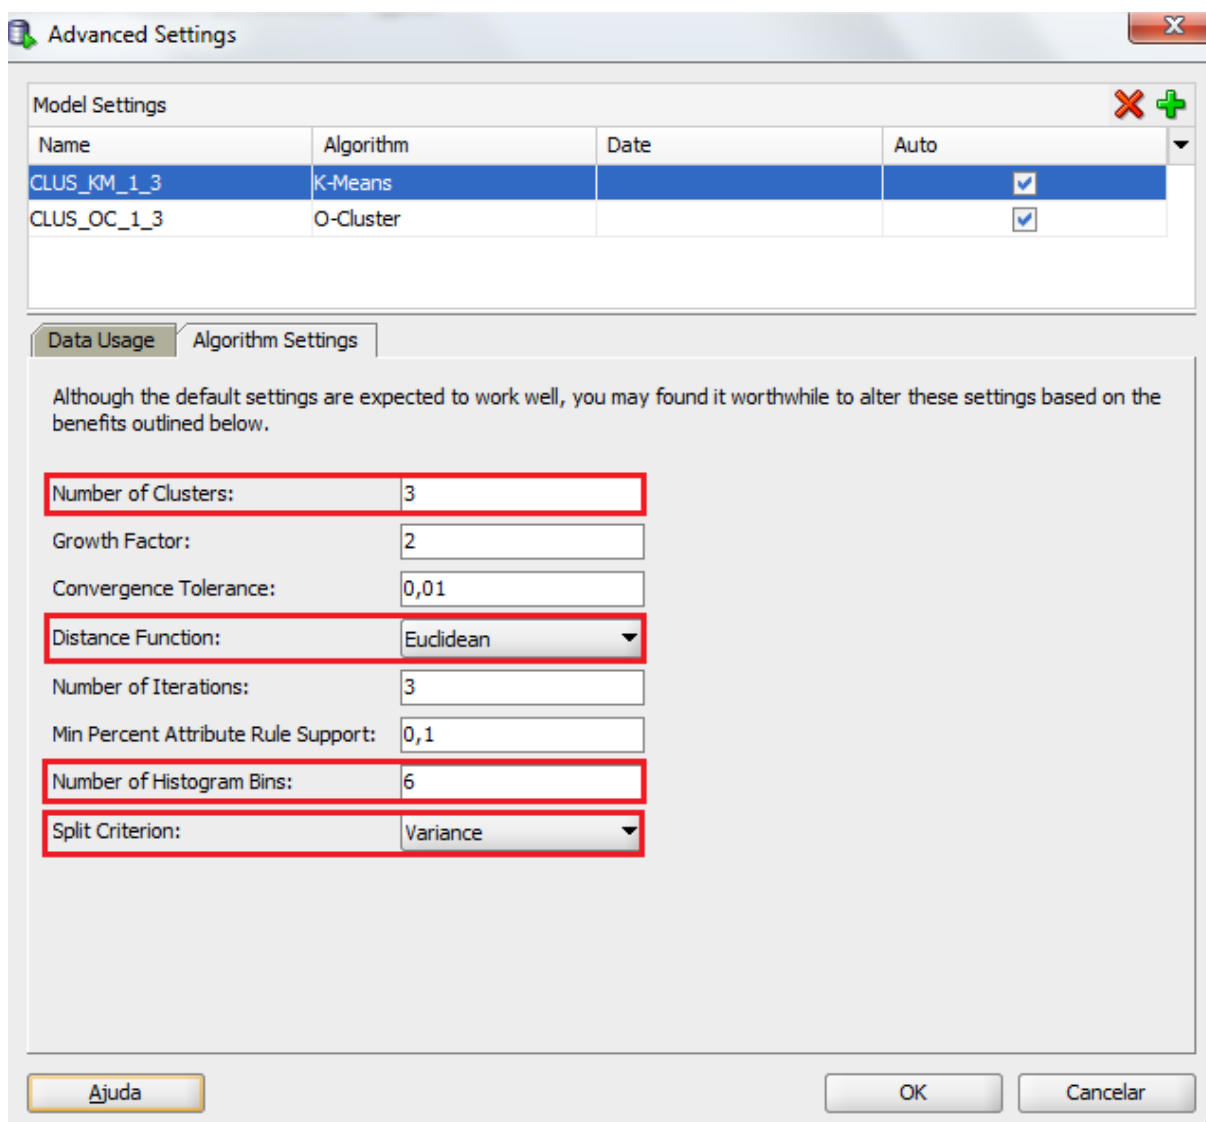 Advanced Settings
Model Settings
Name Algorithm Date Auto
CLUS_KM_1_3 K-Means
CLUS_OC_1_3 O-Cluster
Data Usage Algorithm Settings
Although the default settings are expected to work well, you may found it worthwhile to alter these settings based on the
benefits outlined below.
Number of Clusters: 3
Growth Factor: 2
Convergence Tolerance: 0,01
Distance Function: Euclidean
Number of Iterations: 3
Min Percent Attribute Rule Support: 0,1
Number of Histogram Bins: 6
Split Criterion: Variance
Ajuda OK Cancelar